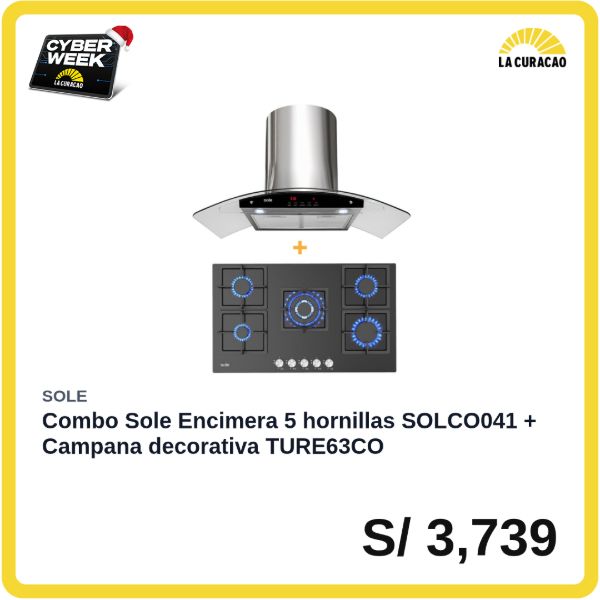 CYBER
WEEK
LA CURACAO
LA CURACAO
sole
sole
SOLE
Combo Sole Encimera 5 hornillas SOLCO041 +
Campana decorativa TURE63CO
S/ 3,739